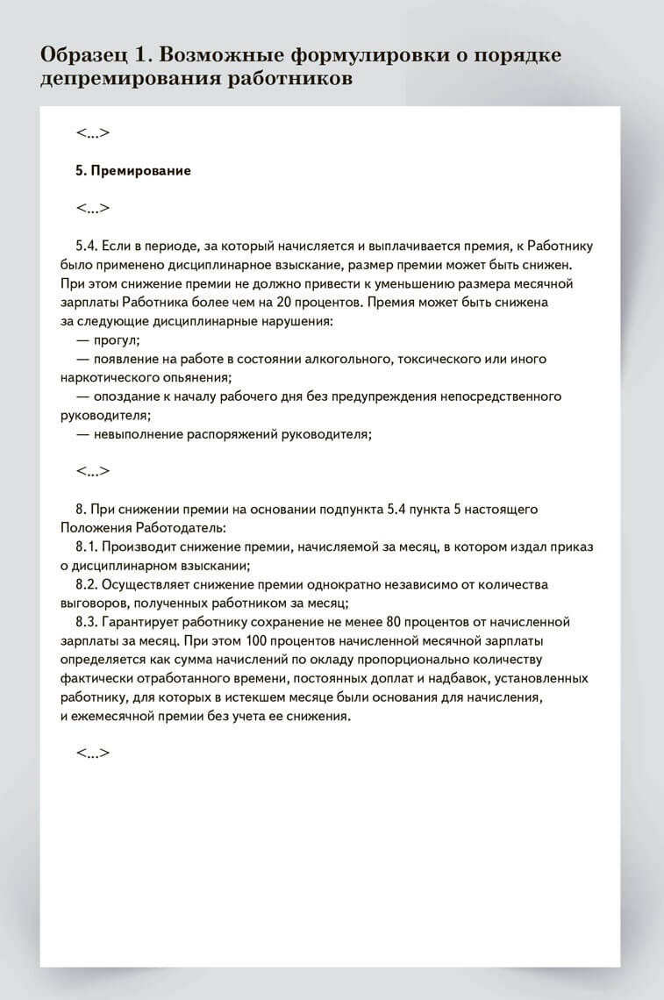 Образец 1. Возможные формулировки о порядке
депремирования работников
<...>
5. Премирование
<...>
5.4. Если в периоде, за который начисляется и выплачивается премия, к Работнику
было применено дисциплинарное взыскание, размер премии может быть снижен.
При этом снижение премии не должно привести к уменьшению размера месячной
зарплаты Работника более чем на 20 процентов. Премия может быть снижена
за следующие дисциплинарные нарушения:
— прогул;
— появление на работе в состоянии алкогольного, токсического или иного
наркотического опьянения;
— опоздание к началу рабочего дня без предупреждения непосредственного
руководителя;
— невыполнение распоряжений руководителя;
<...>
8. При снижении премии на основании подпункта 5.4 пункта 5 настоящего
Положения Работодатель:
8.1. Производит снижение премии, начисляемой за месяц, в котором издал приказ
о дисциплинарном взыскании;
8.2. Осуществляет снижение премии однократно независимо от количества
выговоров, полученных работником за месяц;
8.3. Гарантирует работнику сохранение не менее 80 процентов от начисленной
зарплаты за месяц. При этом 100 процентов начисленной месячной зарплаты
определяется как сумма начислений по окладу пропорционально количеству
фактически отработанного времени, постоянных доплат и надбавок, установленных
работнику, для которых в истекшем месяце были основания для начисления,
и ежемесячной премии без учета ее снижения.
<...>